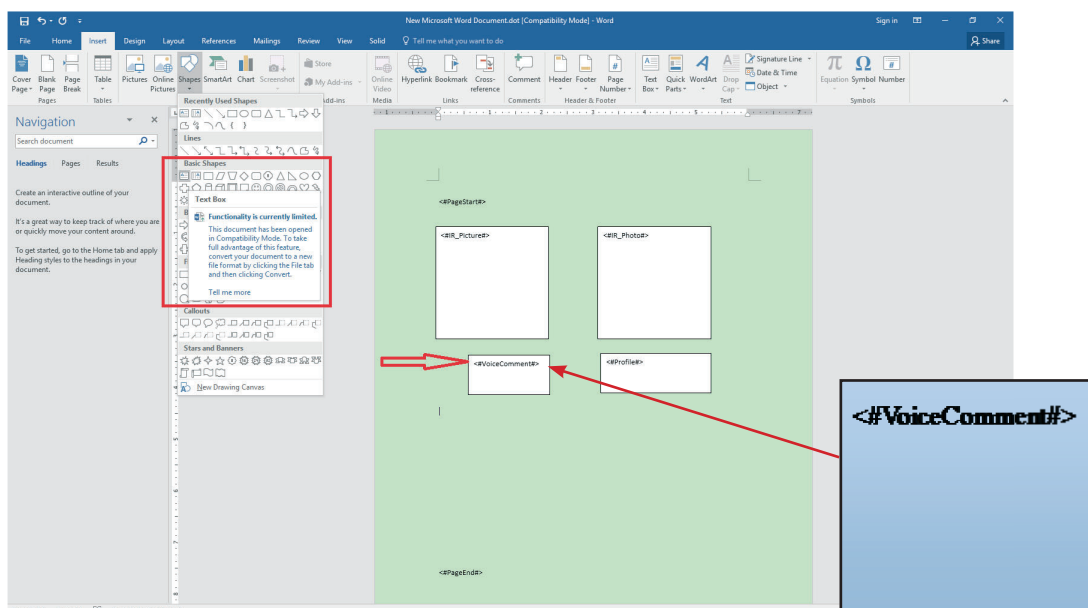 New Microsoft Word Document.dot [Compatibility Mode] - Word
Sign in
File Home Insert Design Layout References Mailings Review View Solid Tell me what you want to do
Share
Cover Page
Blank Page
Page Break
Table
Pictures
Online Pictures
Shapes
SmartArt
Chart
Screenshot
Store
My Add-ins
Online Video
Hyperlink
Bookmark
Cross-reference
Comment
Header
Footer
Page Number
Text Box
Quick Parts
WordArt
Drop Cap
Signature Line
Date & Time
Object
Equation
Symbol
Number
Pages Tables dd-ins Media Links Comments Header & Footer Text Symbols
Navigation
Search document
Headings Pages Results
Create an interactive outline of your
document.
It's a great way to keep track of where you are
or quickly move your content around.
To get started, go to the Home tab and apply
Heading styles to the headings in your
document.
Recently Used Shapes
Lines
Basic Shapes
Text Box
Functionality is currently limited.
This document has been opened
in Compatibility Mode. To take
full advantage of this feature,
convert your document to a new
file format by clicking the File tab
and then clicking Convert.
Tell me more
Callouts
Stars and Banners
New Drawing Canvas
<#PageStart#>
<#IR_Picture#>
<#IR_Photo#>
<#VoiceComment#>
<#Profile#>
<#VoiceComment#>
<#PageEnd#>